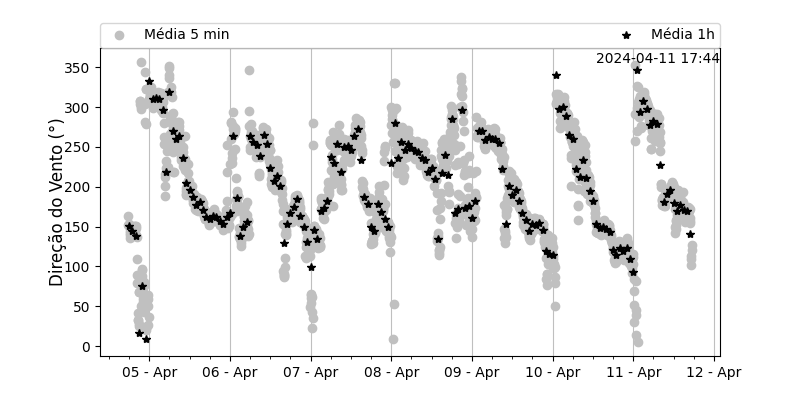 Média 5 min
Média 1h
2024-04-11 17:44
Direção do Vento (°)
350
300
250
200
150
100
50
0
05 - Apr
06 - Apr
07 - Apr
08 - Apr
09 - Apr
10 - Apr
11 - Apr
12 - Apr